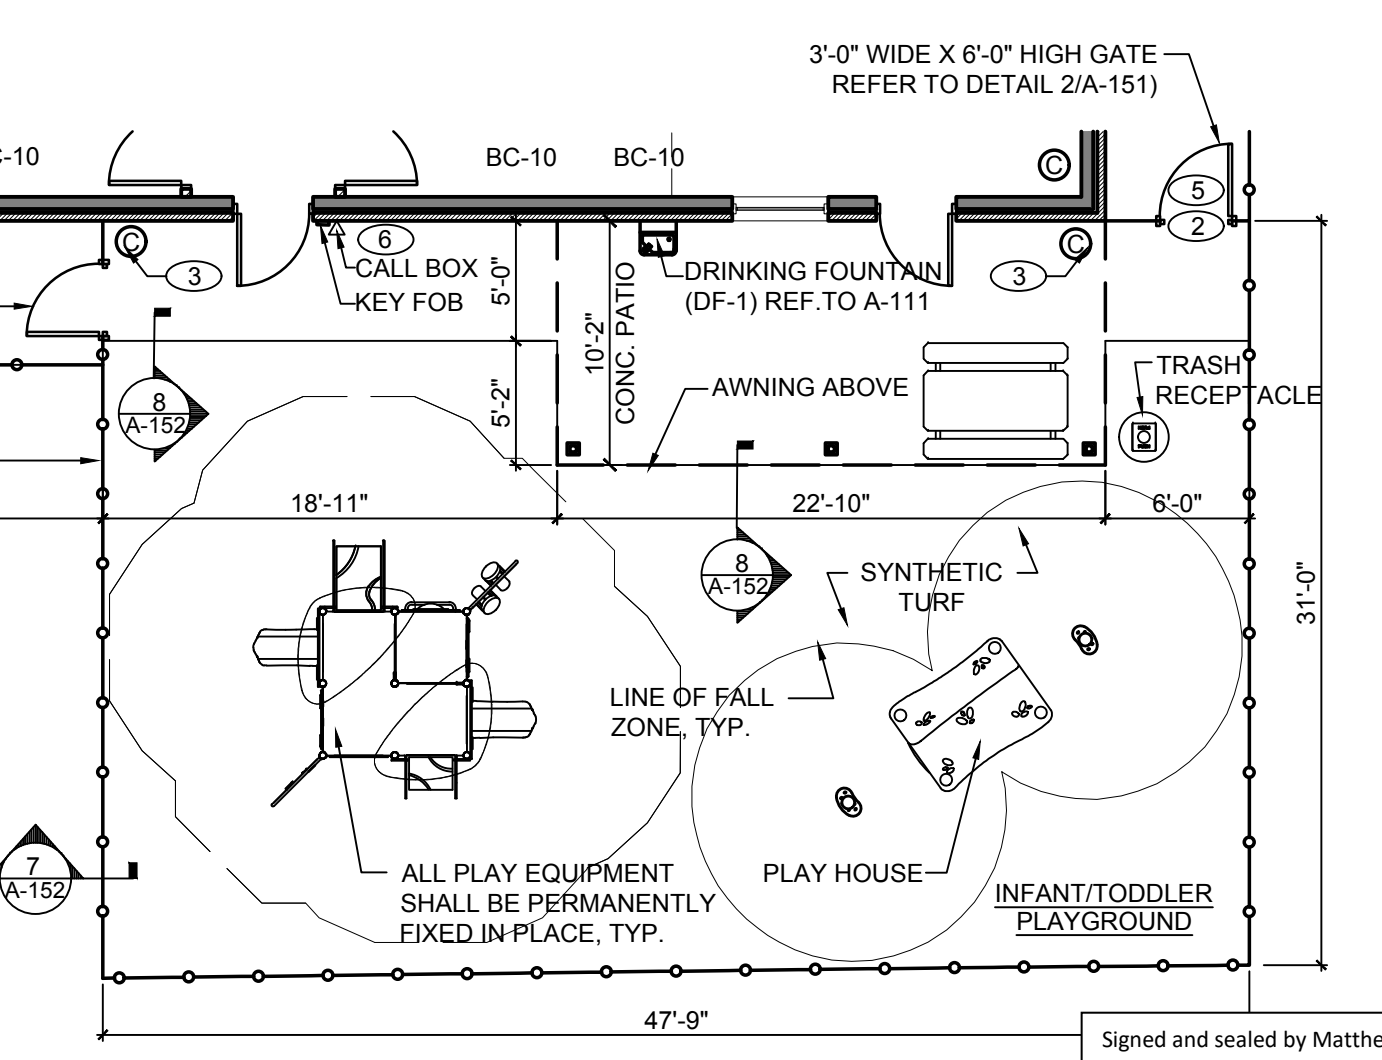 3'-0" WIDE X 6'-0" HIGH GATE
REFER TO DETAIL 2/A-151)
C-10
BC-10
BC-10
C
5
2
C
3
6
CALL BOX
KEY FOB
5'-0"
10'-2"
CONC. PATIO
DRINKING FOUNTAIN
(DF-1) REF.TO A-111
C
3
8
A-152
5'-2"
AWNING ABOVE
TRASH
RECEPTACLE
18'-11"
22'-10"
6'-0"
8
A-152
SYNTHETIC
TURF
31'-0"
LINE OF FALL
ZONE, TYP.
7
A-152
ALL PLAY EQUIPMENT
SHALL BE PERMANENTLY
FIXED IN PLACE, TYP.
PLAY HOUSE
INFANT/TODDLER
PLAYGROUND
47'-9"
Signed and sealed by Matthe